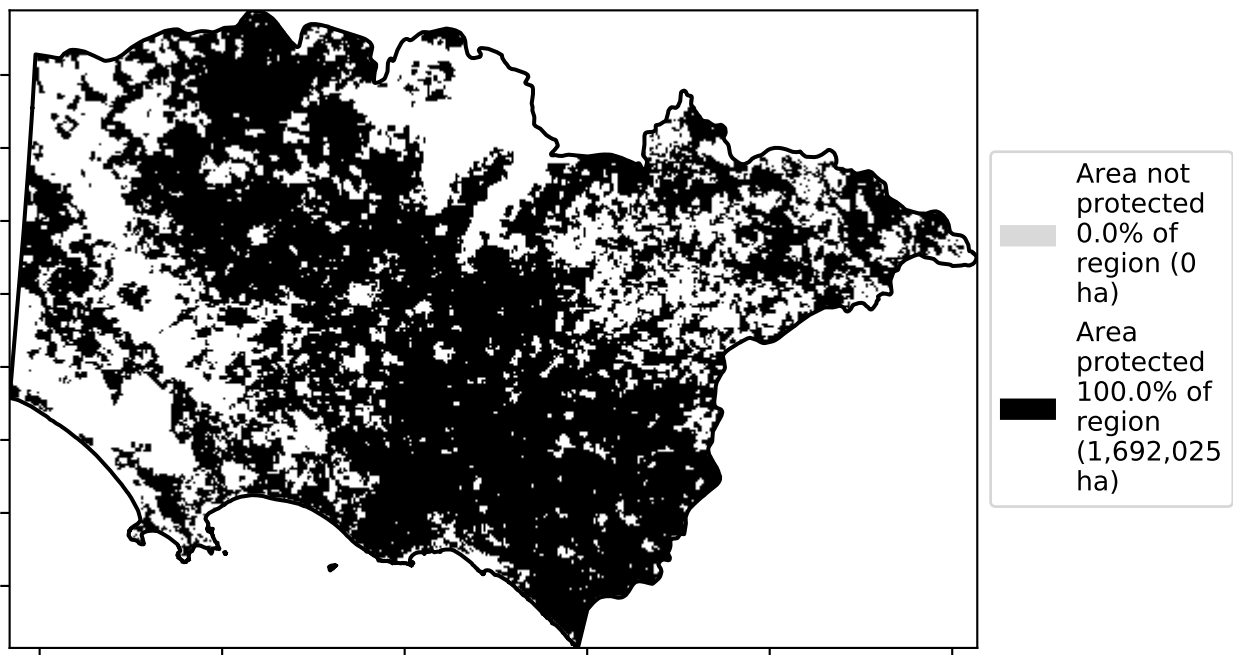 Area not
protected
0.0% of
region (0
ha)
Area
protected
100.0% of
region
(1,692,025
ha)